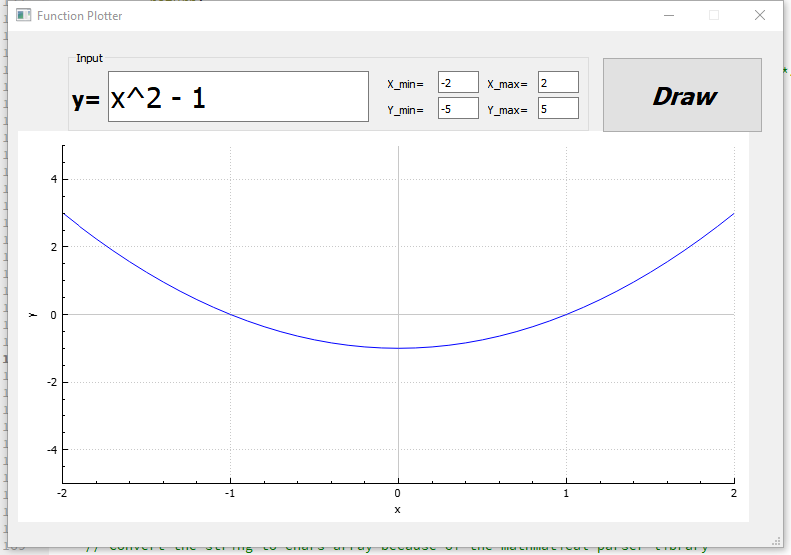 Function Plotter
Input
y= x^2 - 1
X_min= -2 X_max= 2
Y_min= -5 Y_max= 5
Draw
4
2
0
-2
-4
y
-2 -1 0 1 2
x
// Convert the string to chars array because of the mathmatical parser library